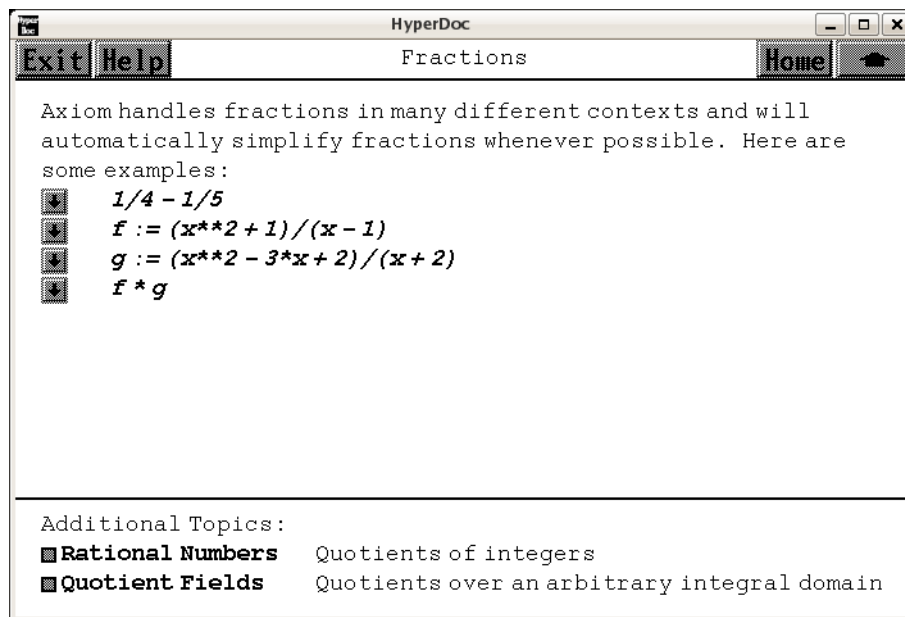 Hyper Doc
HyperDoc
Exit Help Fractions Home
Axiom handles fractions in many different contexts and will
automatically simplify fractions whenever possible. Here are
some examples:
1/4 - 1/5
f := (x**2 + 1)/(x - 1)
g := (x**2 - 3*x + 2)/(x + 2)
f * g
Additional Topics:
Rational Numbers Quotients of integers
Quotient Fields Quotients over an arbitrary integral domain